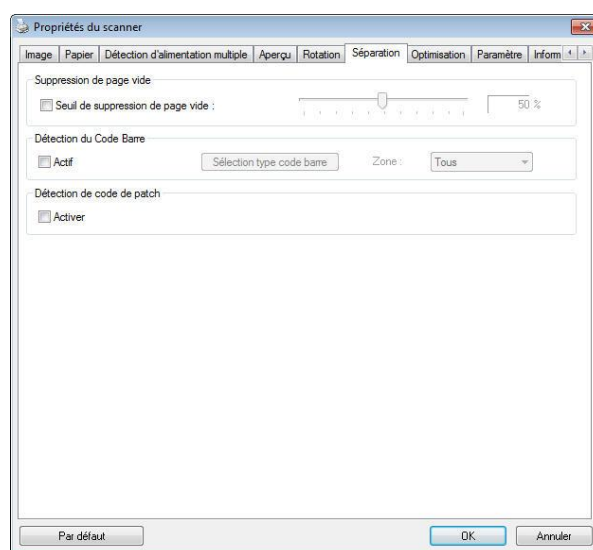 Propriétés du scanner
Image Papier Détection d'alimentation multiple Aperçu Rotation Séparation Optimisation Paramètre Inform
Suppression de page vide
Seuil de suppression de page vide : 50 %
Détection du Code Barre
Actif Sélection type code barre Zone : Tous
Détection de code de patch
Activer
Par défaut OK Annuler